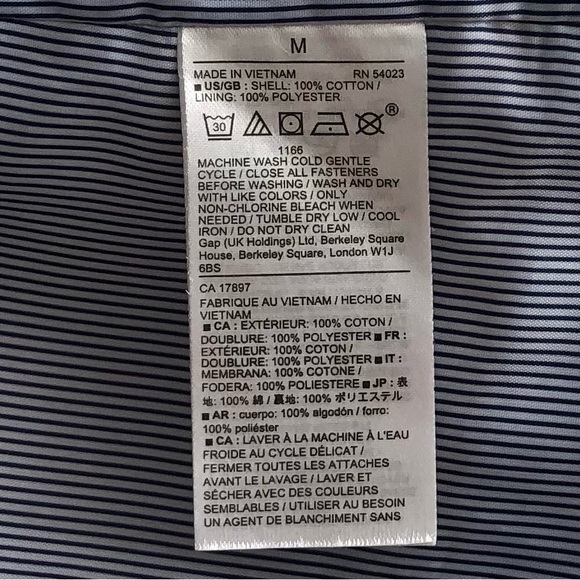 M
MADE IN VIETNAM RN 54023
■ US/GB : SHELL: 100% COTTON /
LINING: 100% POLYESTER
30 ®
1166
MACHINE WASH COLD GENTLE
CYCLE / CLOSE ALL FASTENERS
BEFORE WASHING / WASH AND DRY
WITH LIKE COLORS / ONLY
NON-CHLORINE BLEACH WHEN
NEEDED / TUMBLE DRY LOW / COOL
IRON / DO NOT DRY CLEAN
Gap (UK Holdings) Ltd, Berkeley Square
House, Berkeley Square, London W1J
6BS
CA 17897
FABRIQUE AU VIETNAM / HECHO EN
VIETNAM
■ CA : EXTÉRIEUR: 100% COTON /
DOUBLURE: 100% POLYESTER ■ FR :
EXTÉRIEUR: 100% COTON /
DOUBLURE: 100% POLYESTER ■ IT :
MEMBRANA: 100% COTONE /
FODERA: 100% POLIESTERE ■ JP : 表
地: 100% 綿 / 裏地: 100% ポリエステル
■ AR : cuerpo: 100% algodón / forro:
100% poliéster
■ CA : LAVER À LA MACHINE À L'EAU
FROIDE AU CYCLE DÉLICAT /
FERMER TOUTES LES ATTACHES
AVANT LE LAVAGE / LAVER ET
SÉCHER AVEC DES COULEURS
SEMBLABLES / UTILISER AU BESOIN
UN AGENT DE BLANCHIMENT SANS